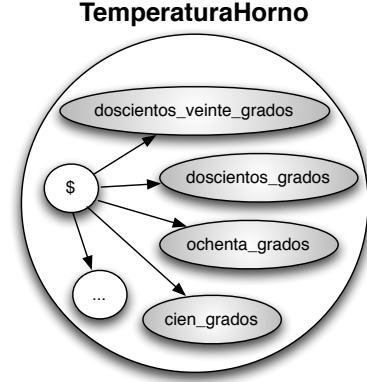 TemperaturaHorno
doscientos_veinte_grados
$
doscientos_grados
ochenta_grados
...
cien_grados